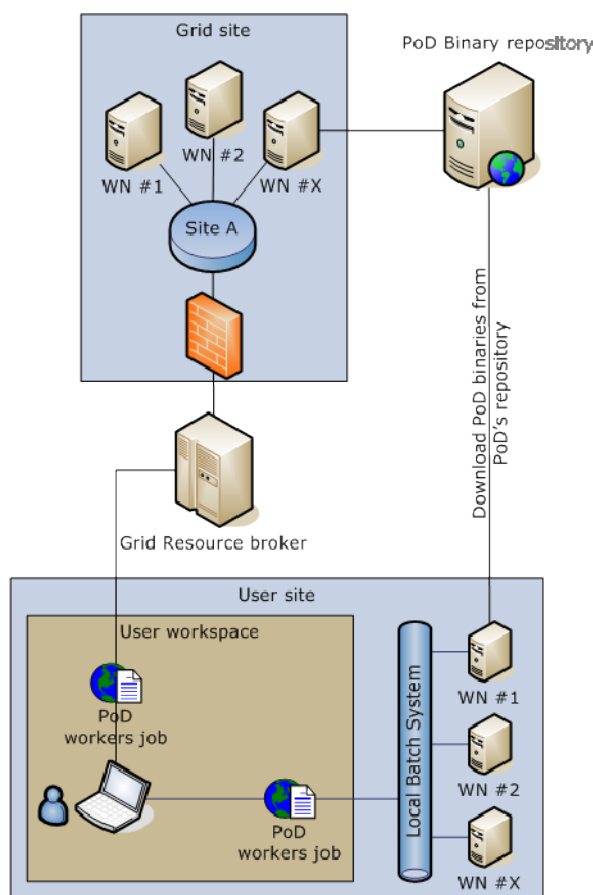 Grid site
PoD Binary repository
WN #1
WN #2
WN #X
Site A
Download PoD binaries from
PoD's repository
Grid Resource broker
User site
User workspace
PoD
workers job
PoD
workers job
Local Batch System
WN #1
WN #2
WN #X